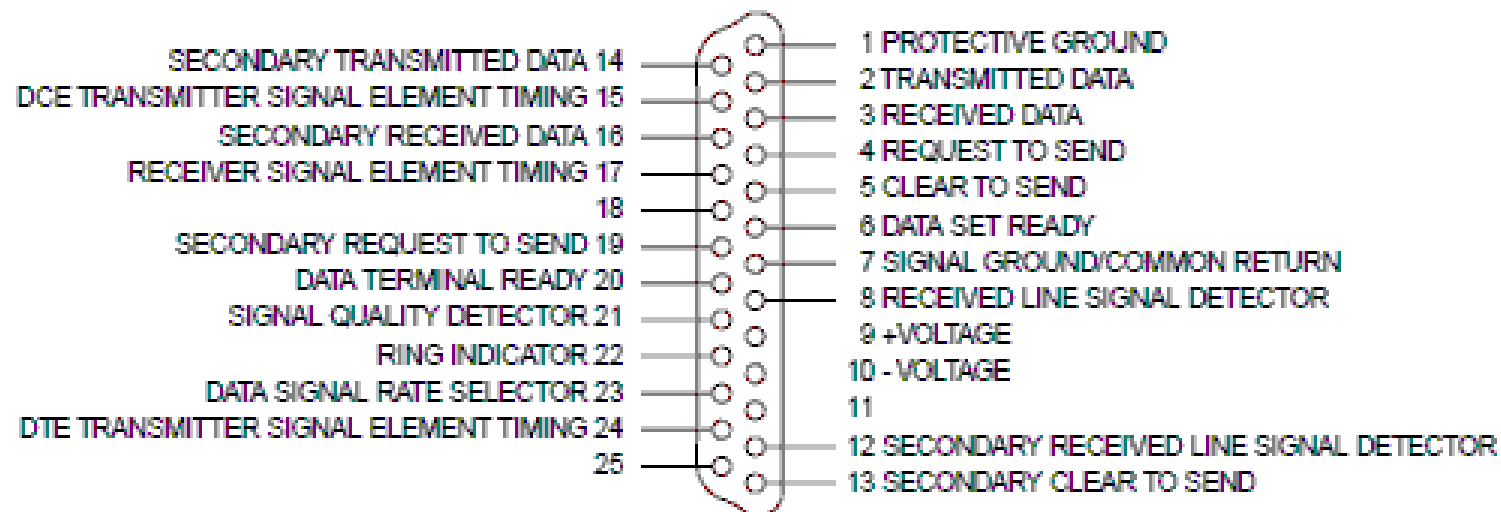 SECONDARY TRANSMITTED DATA 14
DCE TRANSMITTER SIGNAL ELEMENT TIMING 15
SECONDARY RECEIVED DATA 16
RECEIVER SIGNAL ELEMENT TIMING 17
18
SECONDARY REQUEST TO SEND 19
DATA TERMINAL READY 20
SIGNAL QUALITY DETECTOR 21
RING INDICATOR 22
DATA SIGNAL RATE SELECTOR 23
DTE TRANSMITTER SIGNAL ELEMENT TIMING 24
25
1 PROTECTIVE GROUND
2 TRANSMITTED DATA
3 RECEIVED DATA
4 REQUEST TO SEND
5 CLEAR TO SEND
6 DATA SET READY
7 SIGNAL GROUND/COMMON RETURN
8 RECEIVED LINE SIGNAL DETECTOR
9 +VOLTAGE
10 - VOLTAGE
11
12 SECONDARY RECEIVED LINE SIGNAL DETECTOR
13 SECONDARY CLEAR TO SEND